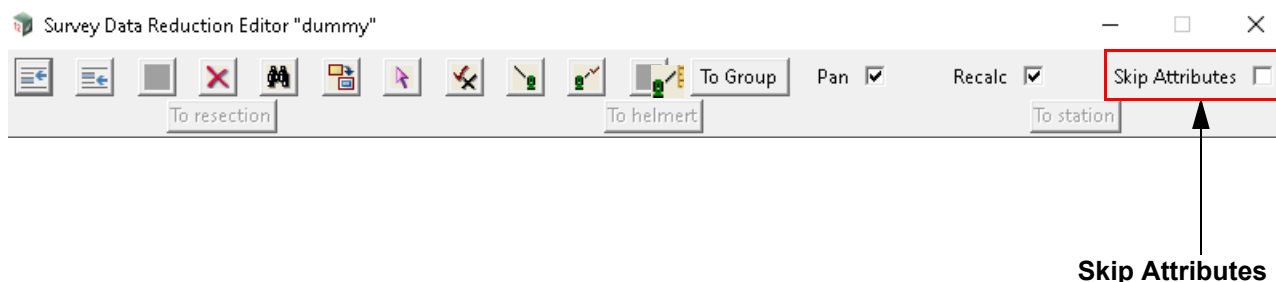 Survey Data Reduction Editor "dummy"
To Group Pan Recalc Skip Attributes
To resection To helmert To station
Skip Attributes